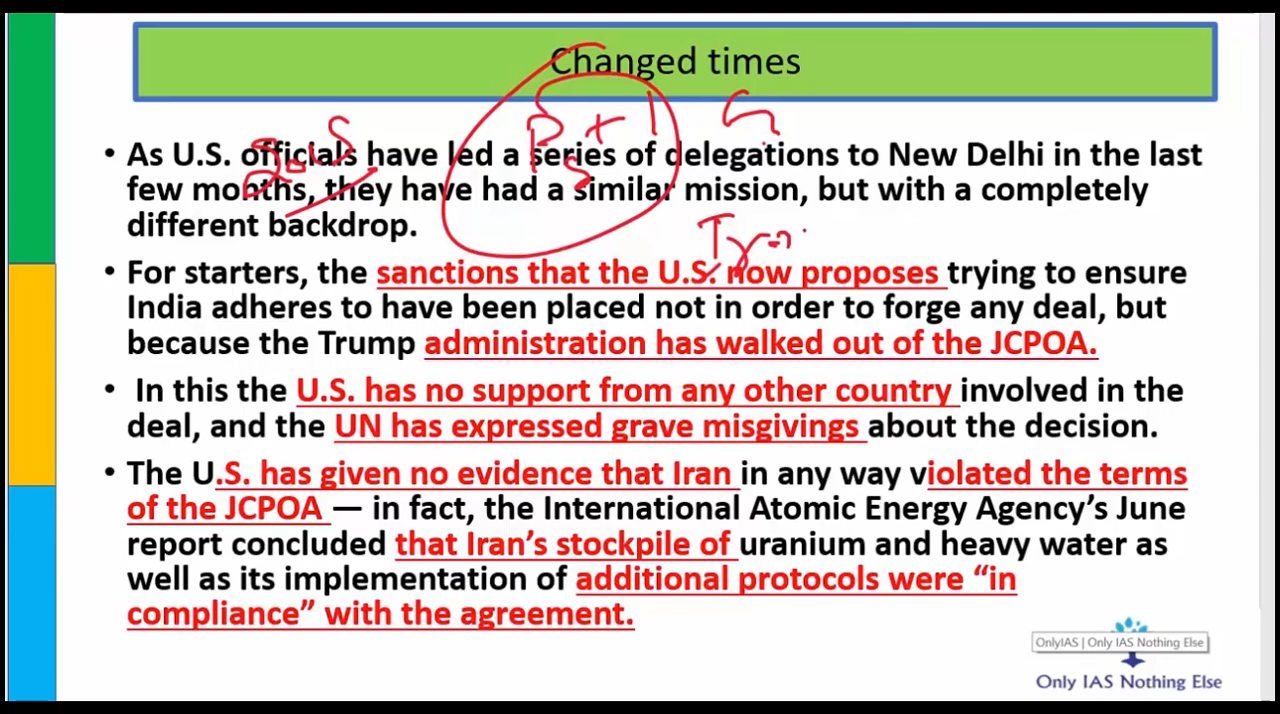 Changed times
P5+1
2015
• As U.S. officials have led a series of delegations to New Delhi in the last
few months, they have had a similar mission, but with a completely
different backdrop.
Iran
• For starters, the sanctions that the U.S. now proposes trying to ensure
India adheres to have been placed not in order to forge any deal, but
because the Trump administration has walked out of the JCPOA.
• In this the U.S. has no support from any other country involved in the
deal, and the UN has expressed grave misgivings about the decision.
• The U.S. has given no evidence that Iran in any way violated the terms
of the JCPOA — in fact, the International Atomic Energy Agency’s June
report concluded that Iran’s stockpile of uranium and heavy water as
well as its implementation of additional protocols were “in
compliance” with the agreement.
OnlyIAS | Only IAS Nothing Else
Only IAS Nothing Else